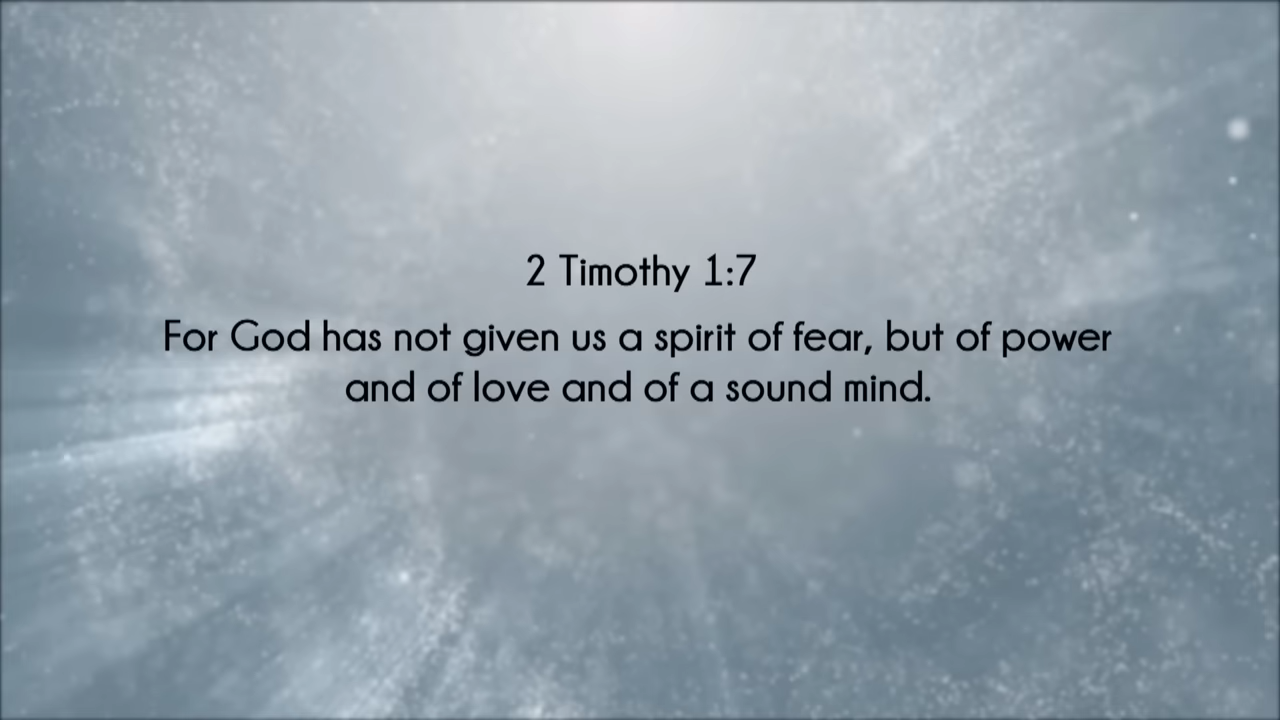 2 Timothy 1:7
For God has not given us a spirit of fear, but of power
and of love and of a sound mind.